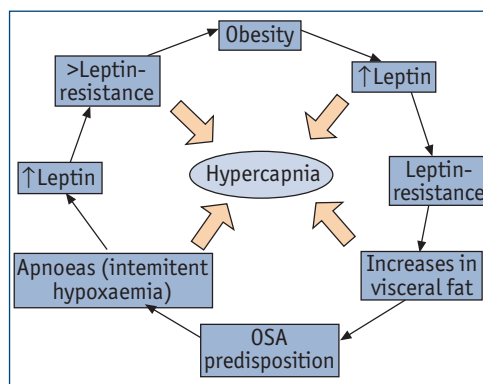 Obesity
↑Leptin
Leptin-
resistance
Increases in
visceral fat
OSA
predisposition
Apnoeas (intemitent
hypoxaemia)
↑Leptin
>Leptin-
resistance
Hypercapnia